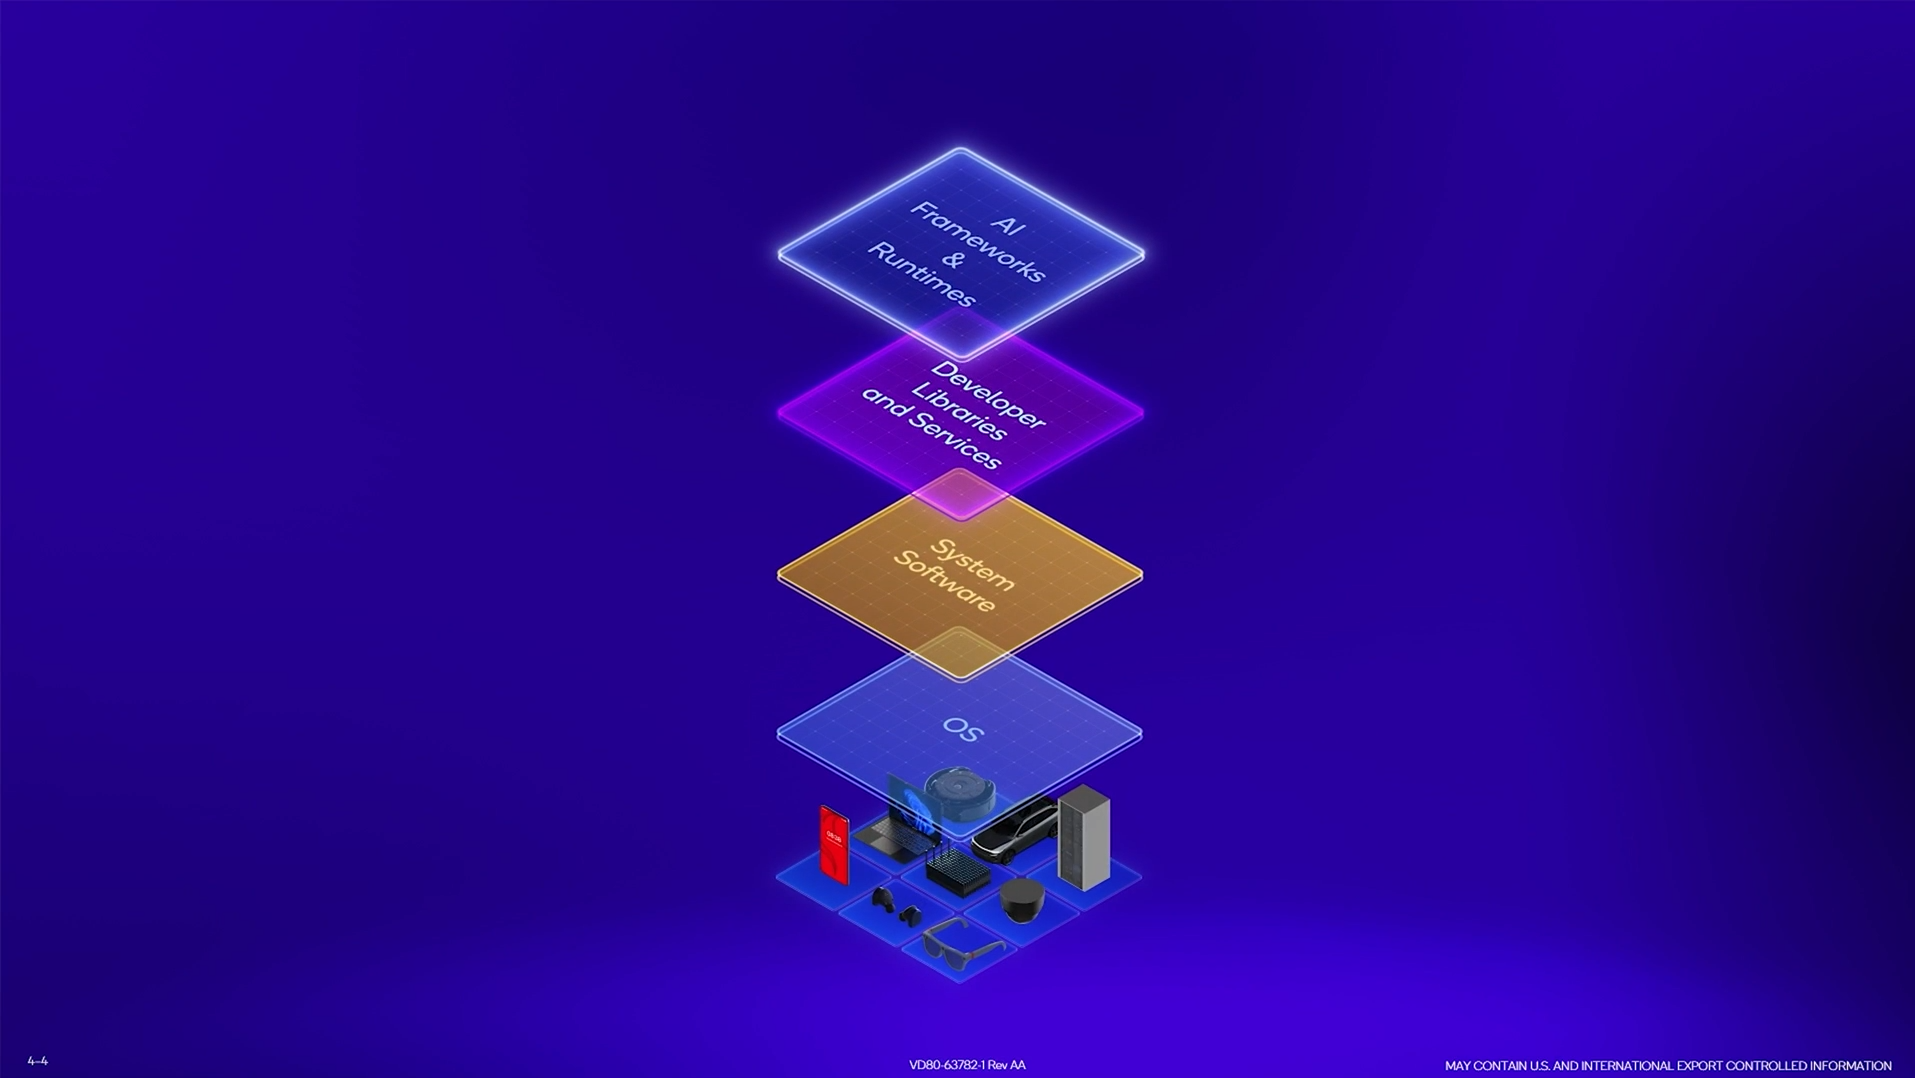 AI
Frameworks
&
Runtimes
Developer
Libraries
and Services
System
Software
OS
4-4
VD80-63782-1 Rev AA
MAY CONTAIN U.S. AND INTERNATIONAL EXPORT CONTROLLED INFORMATION